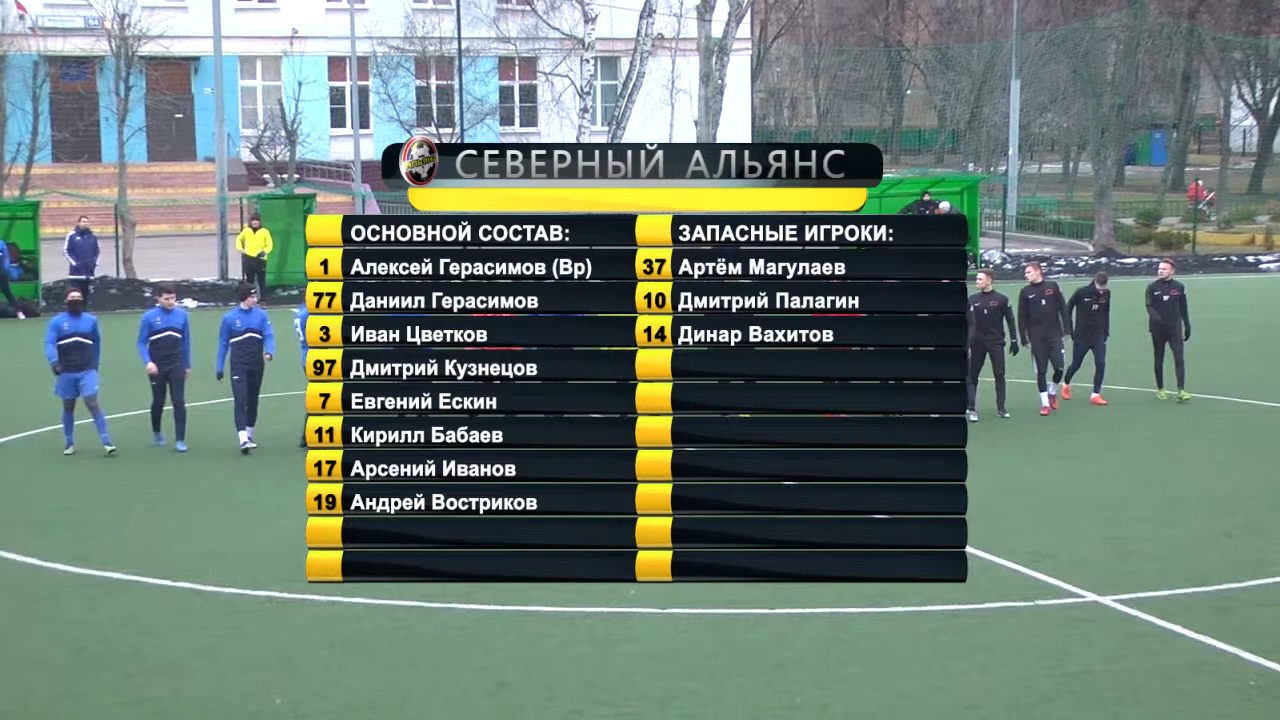 СЕВЕРНЫЙ АЛЬЯНС
ОСНОВНОЙ СОСТАВ:
1 Алексей Герасимов (Вр)
77 Даниил Герасимов
3 Иван Цветков
97 Дмитрий Кузнецов
7 Евгений Ескин
11 Кирилл Бабаев
17 Арсений Иванов
19 Андрей Востриков
ЗАПАСНЫЕ ИГРОКИ:
37 Артём Магулаев
10 Дмитрий Палагин
14 Динар Вахитов